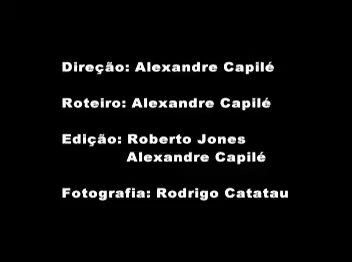 Direção: Alexandre Capilé
Roteiro: Alexandre Capilé
Edição: Roberto Jones
Alexandre Capilé
Fotografia: Rodrigo Catatau